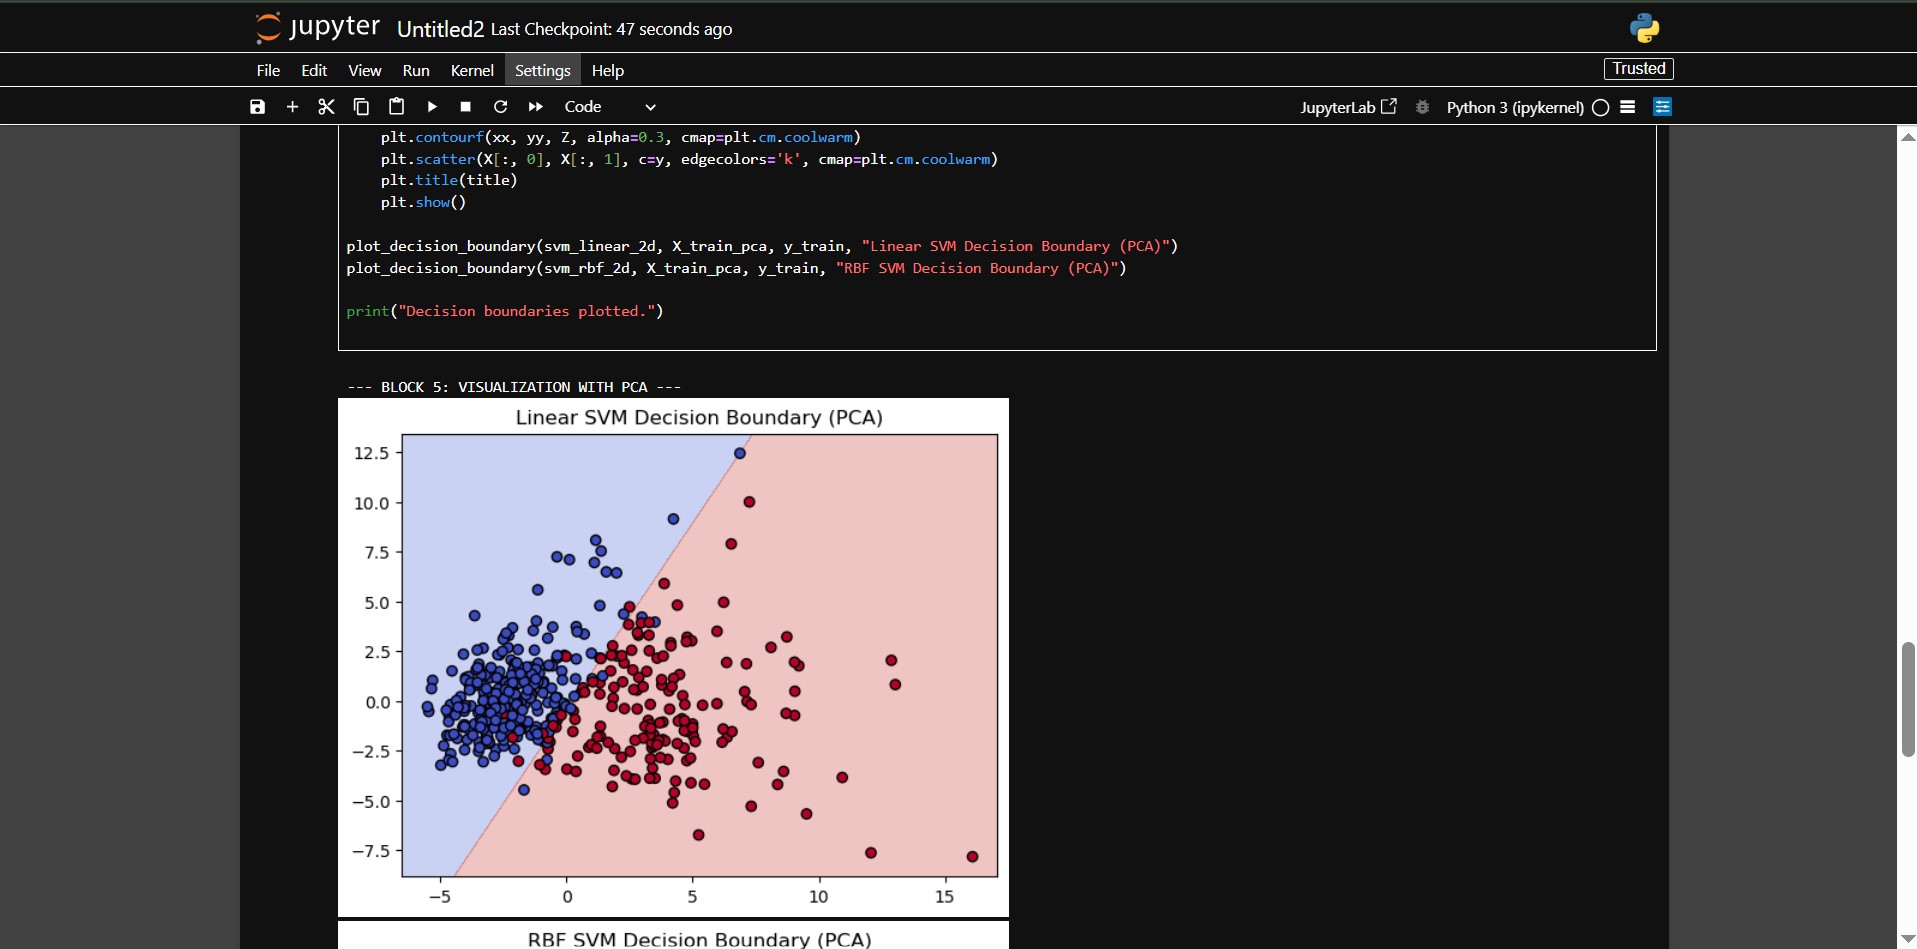 jupyter Untitled2 Last Checkpoint: 47 seconds ago
File Edit View Run Kernel Settings Help Trusted
Code JupyterLab Python 3 (ipykernel)
plt.contourf(xx, yy, Z, alpha=0.3, cmap=plt.cm.coolwarm)
plt.scatter(X[:, 0], X[:, 1], c=y, edgecolors='k', cmap=plt.cm.coolwarm)
plt.title(title)
plt.show()
plot_decision_boundary(svm_linear_2d, X_train_pca, y_train, "Linear SVM Decision Boundary (PCA)")
plot_decision_boundary(svm_rbf_2d, X_train_pca, y_train, "RBF SVM Decision Boundary (PCA)")
print("Decision boundaries plotted.")
--- BLOCK 5: VISUALIZATION WITH PCA ---
Linear SVM Decision Boundary (PCA)
12.5
10.0
7.5
5.0
2.5
0.0
−2.5
−5.0
−7.5
−5 0 5 10 15
RBF SVM Decision Boundary (PCA)